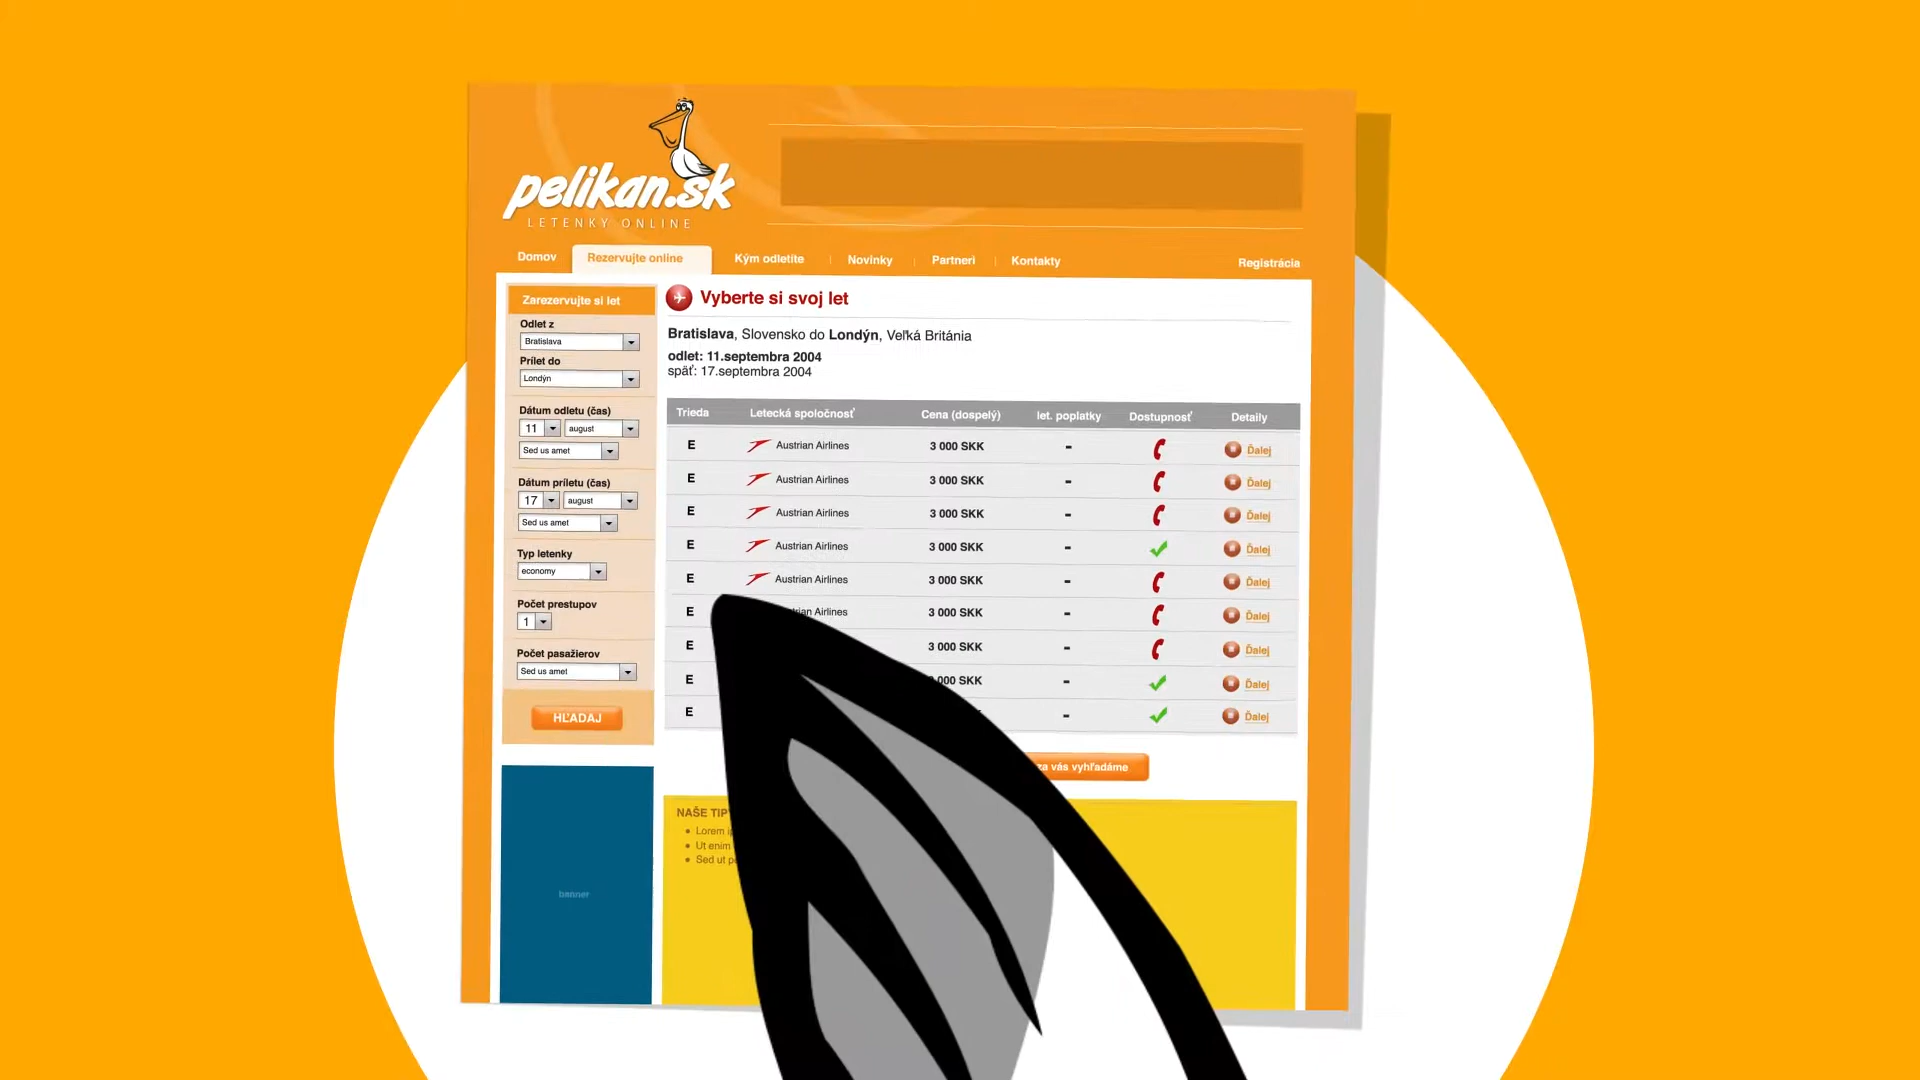 pelikan.sk
LETENKY ONLINE
Domov Rezervujte online Kým odletíte Novinky Partneri Kontakty Registrácia
Zarezervujte si let
Odlet z
Bratislava
Prílet do
Londýn
Dátum odletu (čas)
11 august
Sed us amet
Dátum príletu (čas)
17 august
Sed us amet
Typ letenky
economy
Počet prestupov
1
Počet pasažierov
Sed us amet
HĽADAJ
banner
Vyberte si svoj let
Bratislava, Slovensko do Londýn, Veľká Británia
odlet: 11.septembra 2004
späť: 17.septembra 2004
Trieda Letecká spoločnosť Cena (dospelý) let. poplatky Dostupnosť Detaily
E Austrian Airlines 3 000 SKK - Ďalej
E Austrian Airlines 3 000 SKK - Ďalej
E Austrian Airlines 3 000 SKK - Ďalej
E Austrian Airlines 3 000 SKK - Ďalej
E Austrian Airlines 3 000 SKK - Ďalej
E Airlines 3 000 SKK - Ďalej
E 3 000 SKK - Ďalej
E 000 SKK - Ďalej
E - Ďalej
za vás vyhľadáme
NAŠE TIP
Lorem
Ut enim
Sed ut